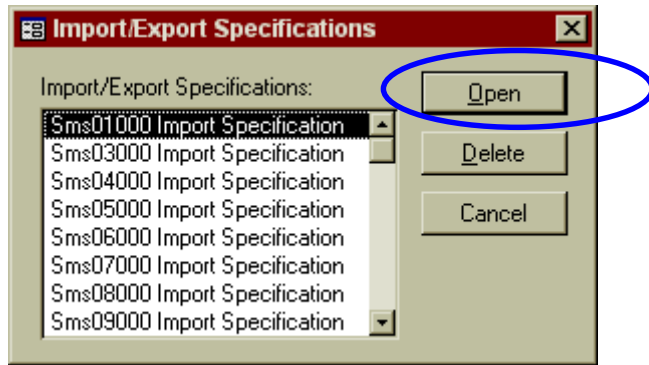 Import/Export Specifications
Import/Export Specifications:
Open
Sms01000 Import Specification
Sms03000 Import Specification
Delete
Sms04000 Import Specification
Sms05000 Import Specification
Cancel
Sms06000 Import Specification
Sms07000 Import Specification
Sms08000 Import Specification
Sms09000 Import Specification